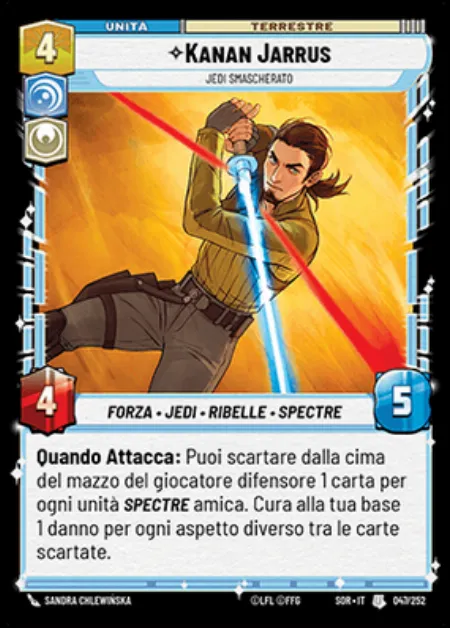 UNITÀ
TERRESTRE
4
✧KANAN JARRUS
JEDI SMASCHERATO
4
FORZA • JEDI • RIBELLE • SPECTRE
5
Quando Attacca: Puoi scartare dalla cima
del mazzo del giocatore difensore 1 carta per
ogni unità SPECTRE amica. Cura alla tua base
1 danno per ogni aspetto diverso tra le carte
scartate.
SANDRA CHLEWIŃSKA
©LFL ©FFG
SOR • IT
047/252